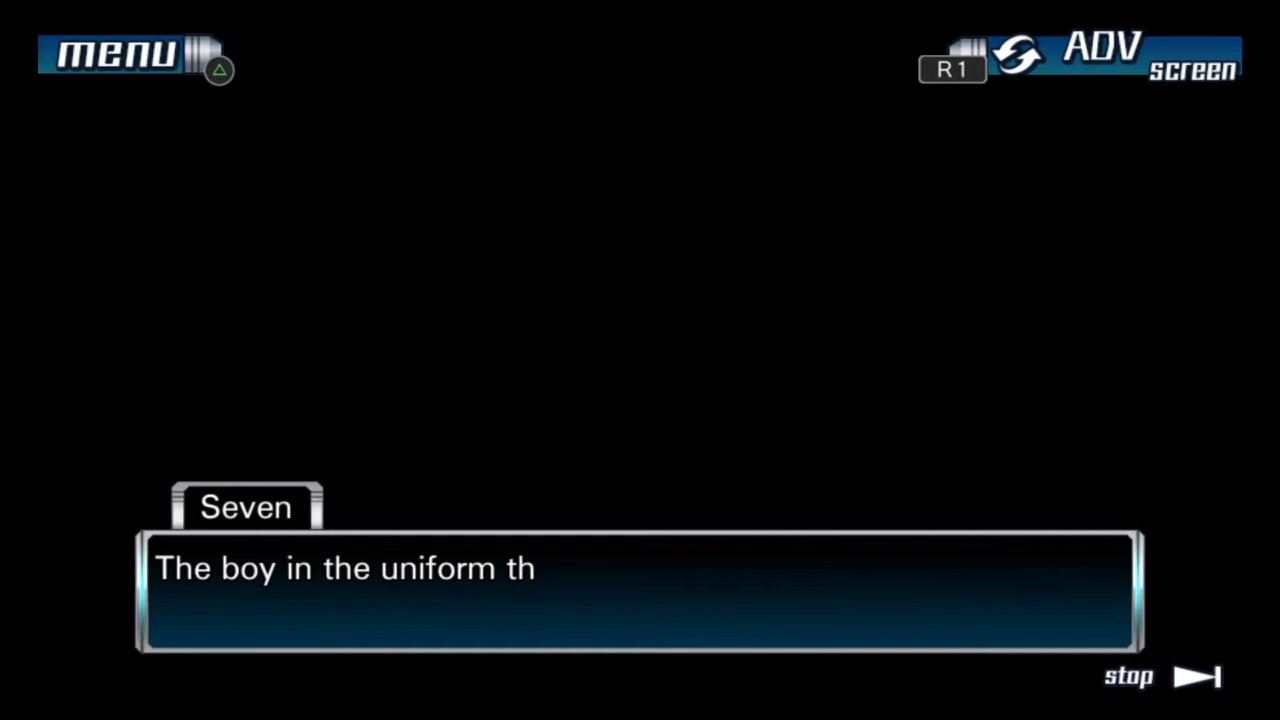 menu
R1
ADV
screen
Seven
The boy in the uniform th
stop